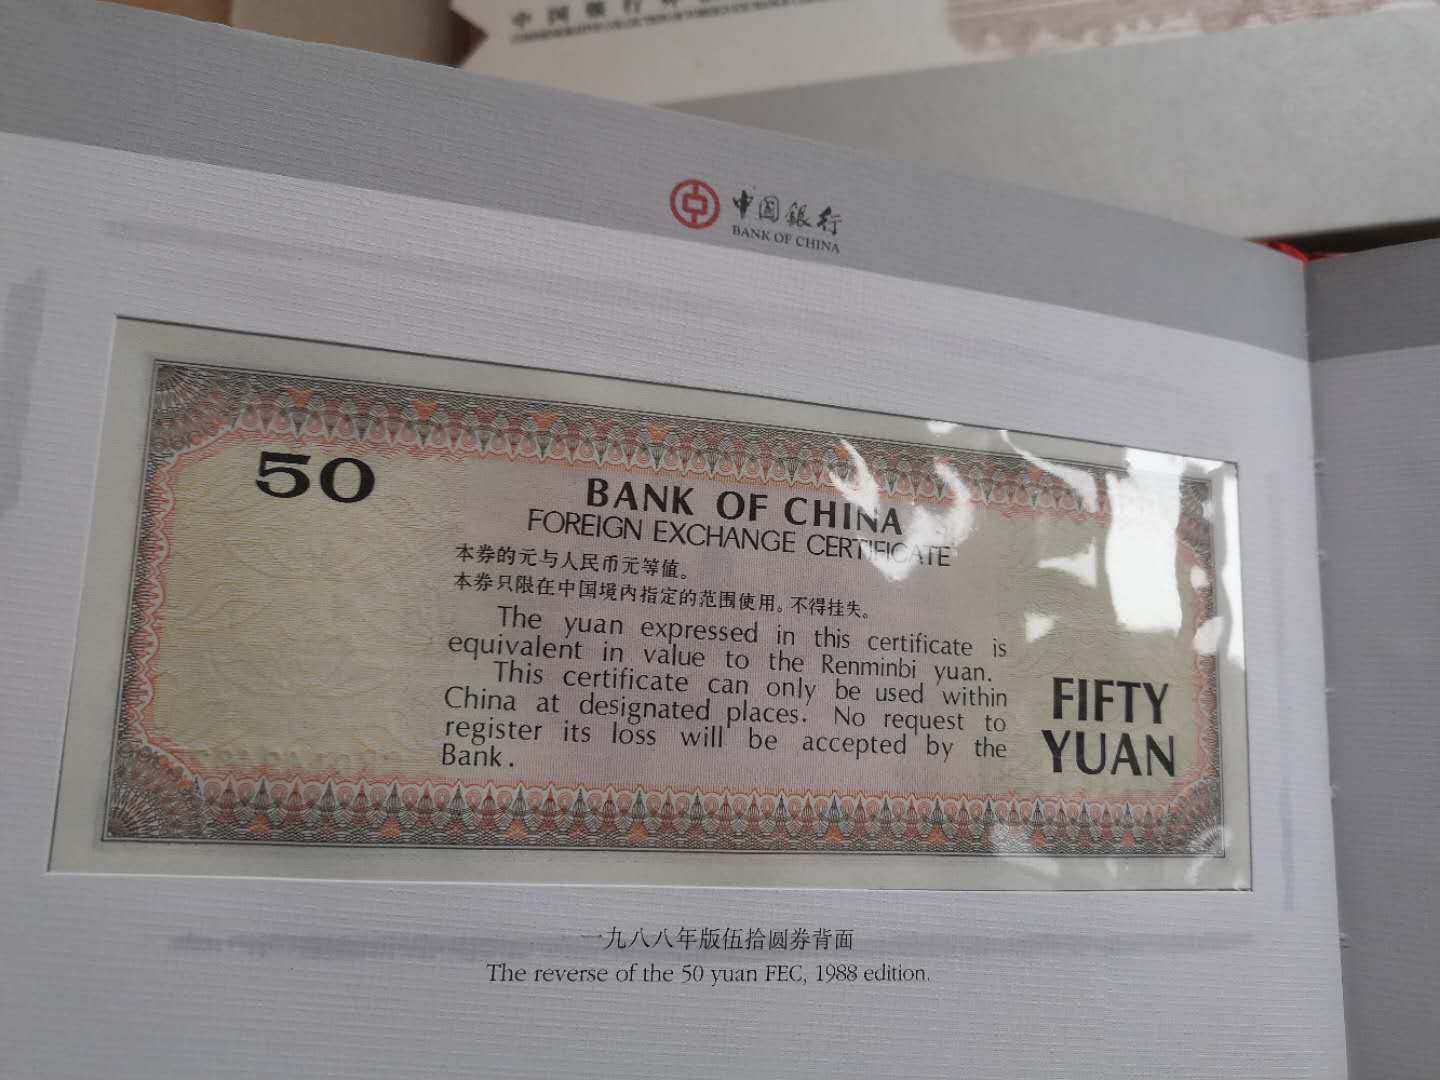 中国银行外
中国銀行
BANK OF CHINA
50
BANK OF CHINA
FOREIGN EXCHANGE CERTIFICATE
本券的元与人民币元等值。
本券只限在中国境内指定的范围使用。不得挂失。
The yuan expressed in this certificate is
equivalent in value to the Renminbi yuan.
This certificate can only be used within
China at designated places. No request to
register its loss will be accepted by the
Bank.
FIFTY
YUAN
一九八八年版伍拾圆券背面
The reverse of the 50 yuan FEC, 1988 edition.